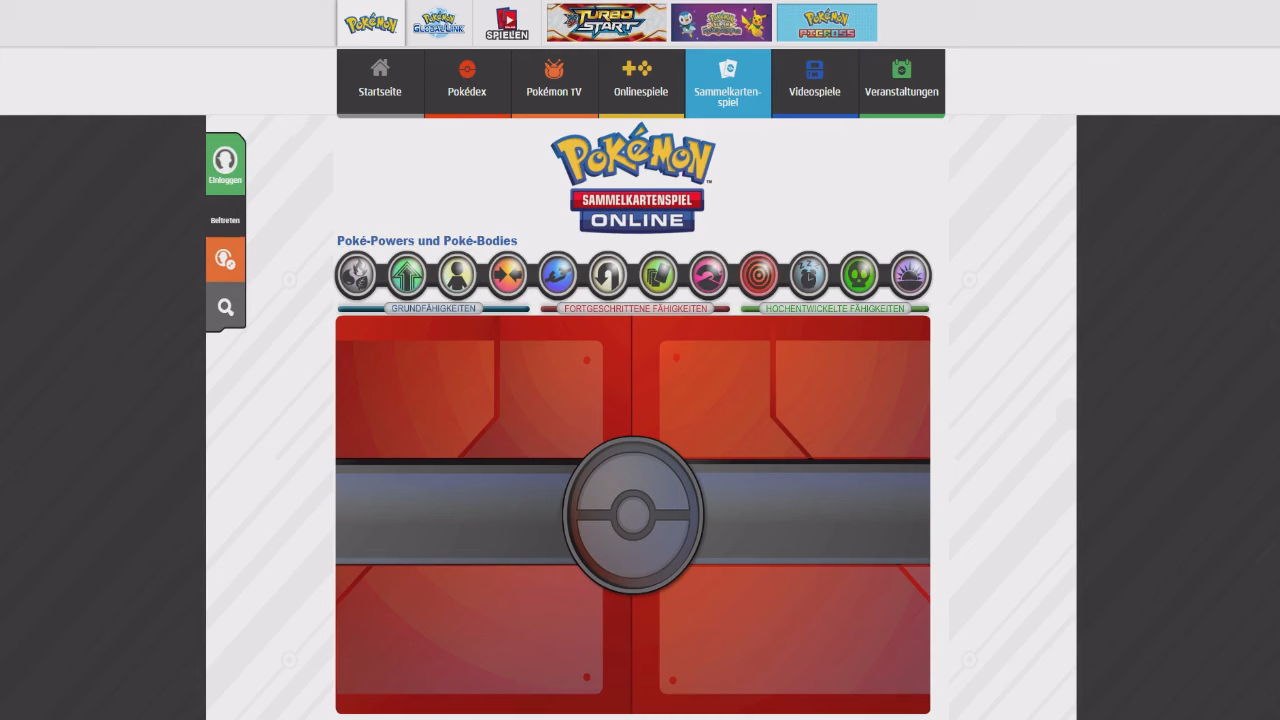 Pokémon
Pokémon
GLOBAL LINK
SPIELEN
TURBO
START
POKÉMON
PICROSS
Startseite
Pokédex
Pokémon TV
Onlinespiele
Sammelkarten-
spiel
Videospiele
Veranstaltungen
Einloggen
Beitreten
POKéMON
SAMMELKARTENSPIEL
ONLINE
Poké-Powers und Poké-Bodies
GRUNDFÄHIGKEITEN
FORTGESCHRITTENE FÄHIGKEITEN
HOCHENTWICKELTE FÄHIGKEITEN